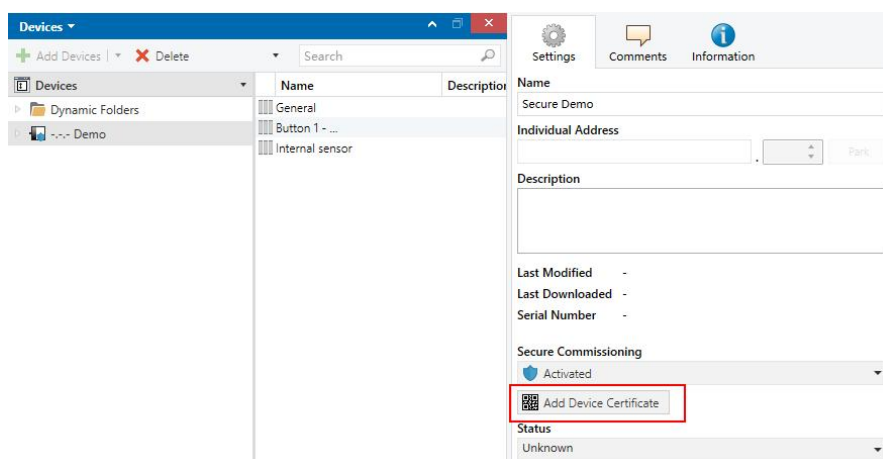 Devices
Add Devices
Delete
Search
Devices
Dynamic Folders
-.-.- Demo
Name
Description
General
Button 1 - ...
Internal sensor
Settings
Comments
Information
Name
Secure Demo
Individual Address
.
Park
Description
Last Modified -
Last Downloaded -
Serial Number -
Secure Commissioning
Activated
Add Device Certificate
Status
Unknown